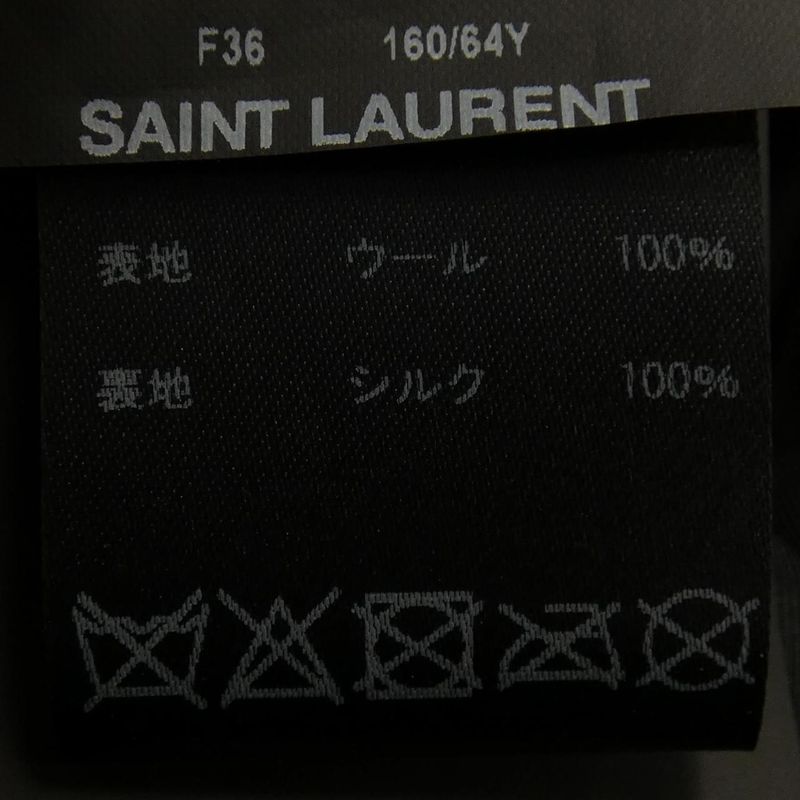 F36 160/64Y
SAINT LAURENT
表地 ウール 100%
裏地 シルク 100%